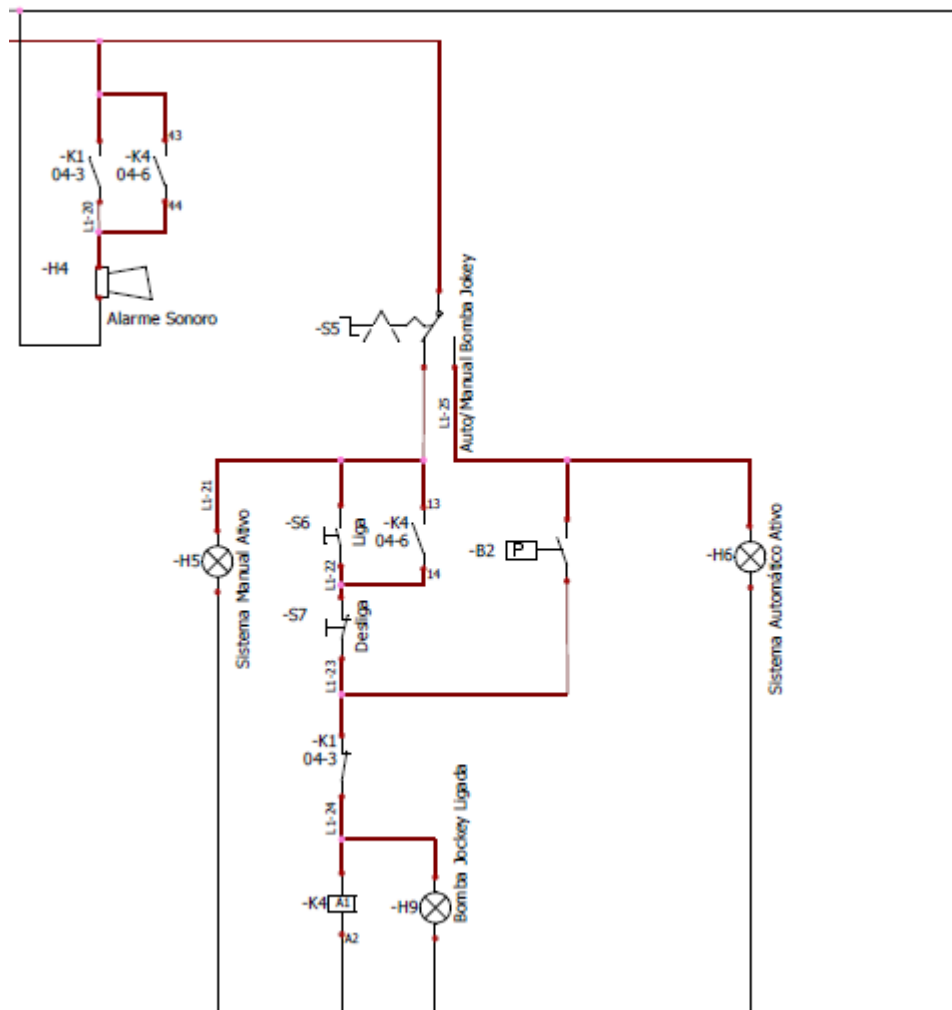 43
-K1
04-3
-K4
04-6
L1-20
44
-H4
Alarme Sonoro
-S5
Auto/Manual Bomba Jokey
L1-25
L1-21
13
-S6
Liga
-K4
04-6
-H5
Sistema Manual Ativo
L1-22
14
-B2
P
-H6
Sistema Automático Ativo
-S7
Desliga
L1-23
-K1
04-3
L1-24
Bomba Jockey Ligada
-K4
A1
A2
-H9